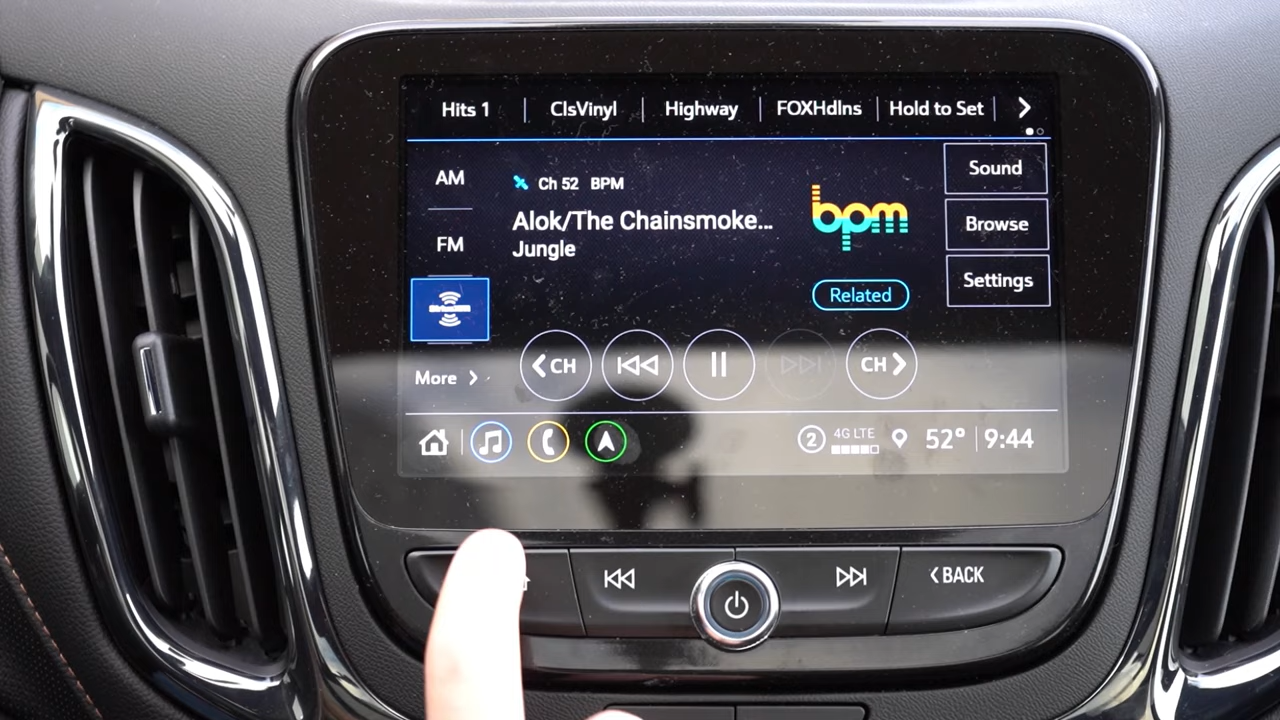 Hits 1
ClsVinyl
Highway
FOXHdlns
Hold to Set
AM
FM
More
Ch 52 BPM
Alok/The Chainsmoke...
Jungle
bpm
Related
Sound
Browse
Settings
CH
CH
2
4G LTE
52°
9:44
BACK